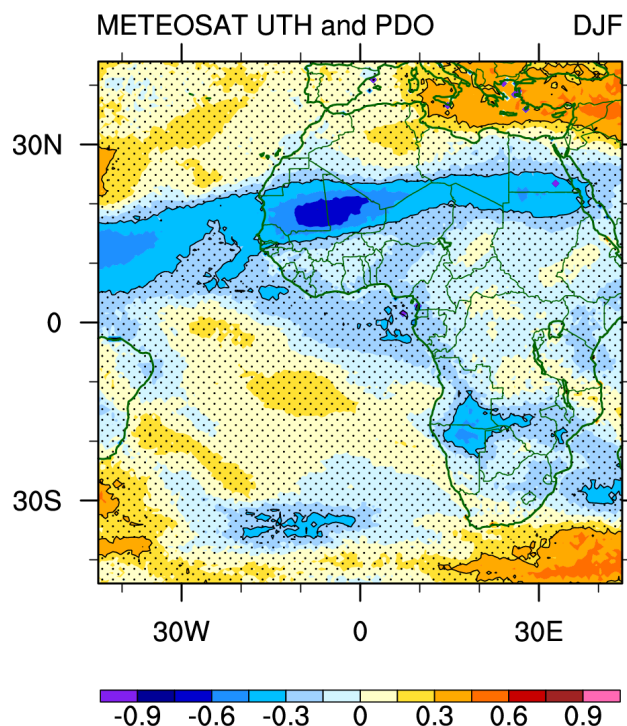 METEOSAT UTH and PDO DJF
30N
0
30S
30W 0 30E
-0.9 -0.6 -0.3 0 0.3 0.6 0.9